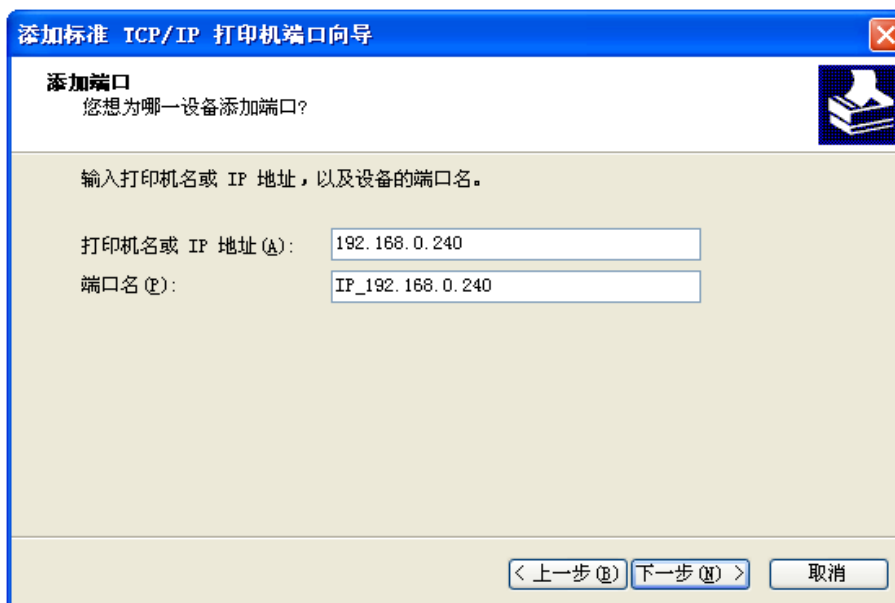 添加标准 TCP/IP 打印机端口向导
添加端口
您想为哪一设备添加端口?
输入打印机名或 IP 地址，以及设备的端口名。
打印机名或 IP 地址(A): 192.168.0.240
端口名(P): IP_192.168.0.240
< 上一步(B) 下一步(N) > 取消